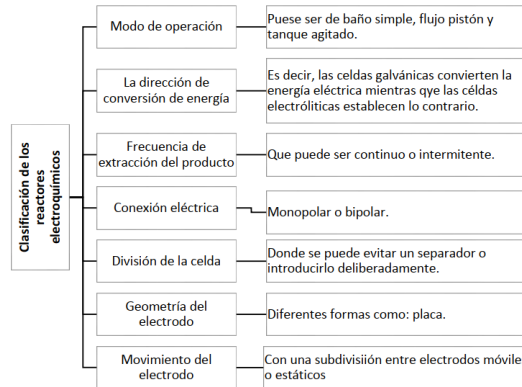 Clasificación de los
reactores
electroquímicos
Modo de operación
Puese ser de baño simple, flujo pistón y
tanque agitado.
La dirección de
conversión de energía
Es decir, las celdas galvánicas convierten la
energía eléctrica mientras qye las céldas
electróliticas establecen lo contrario.
Frecuencia de
extracción del producto
Que puede ser continuo o intermitente.
Conexión eléctrica
Monopolar o bipolar.
División de la celda
Donde se puede evitar un separador o
introducirlo deliberadamente.
Geometría del
electrodo
Diferentes formas como: placa.
Movimiento del
electrodo
Con una subdivisiión entre electrodos móvile
o estáticos